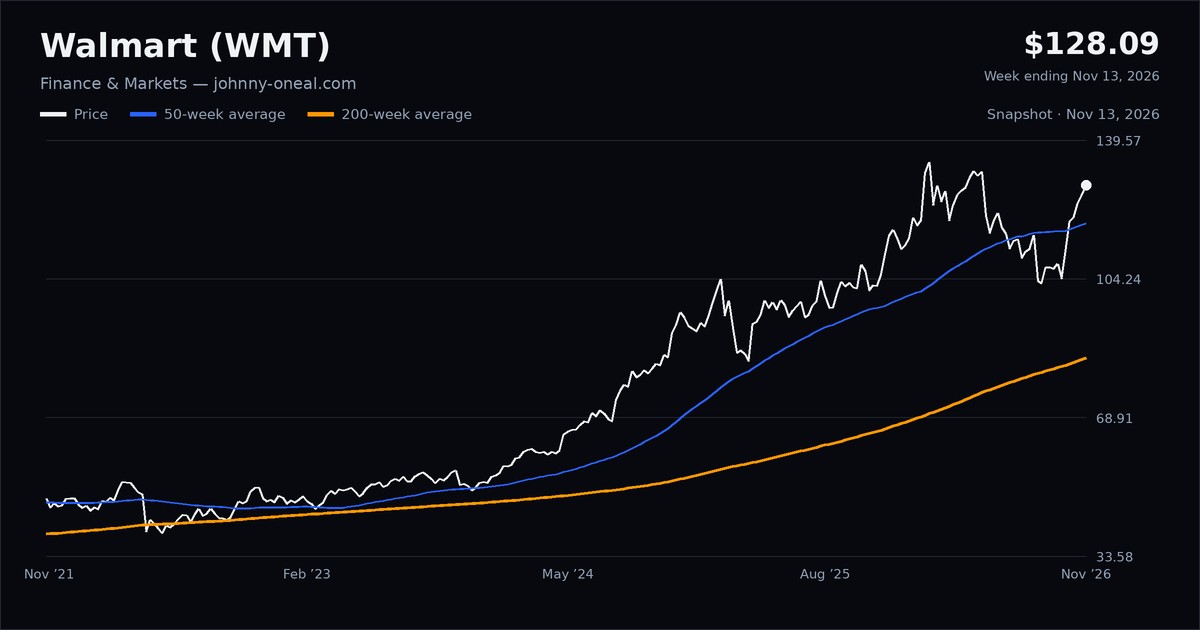 Walmart (WMT)
$128.09
Finance & Markets — johnny-oneal.com
Week ending Nov 13, 2026
Price
50-week average
200-week average
Snapshot · Nov 13, 2026
139.57
104.24
68.91
33.58
Nov ’21
Feb ’23
May ’24
Aug ’25
Nov ’26